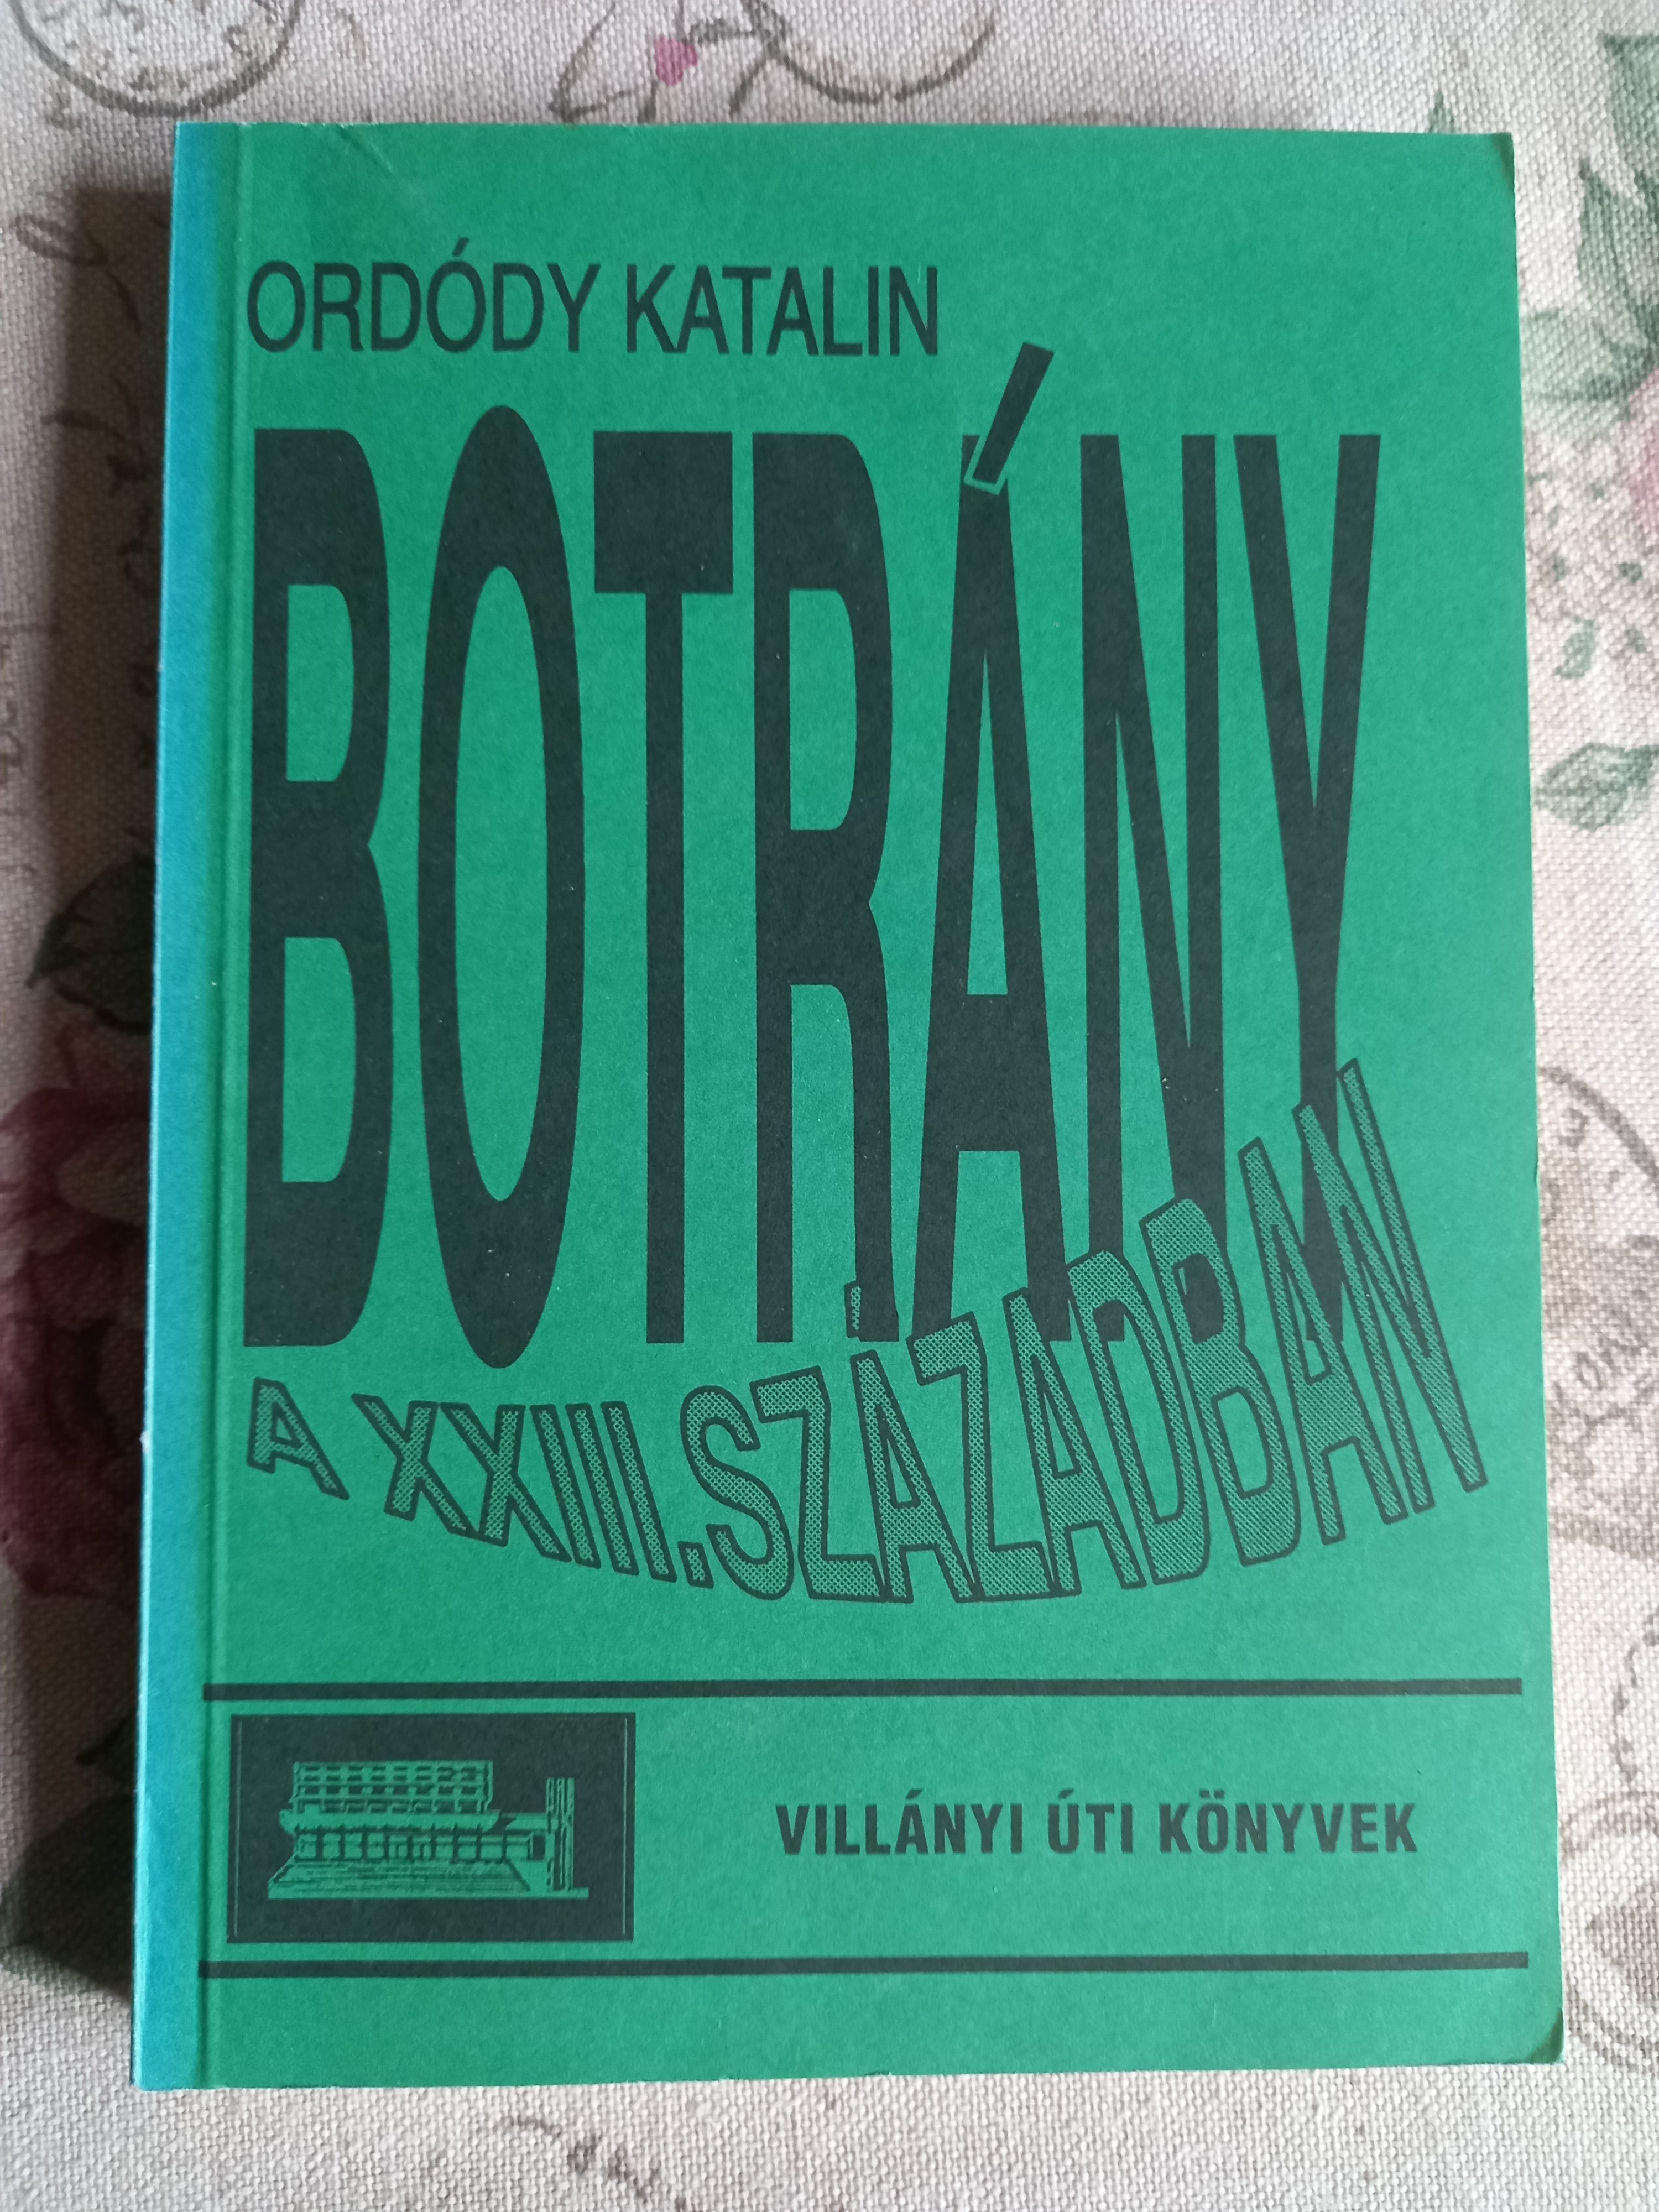 ORDÓDY KATALIN
BOTRÁNY
A XXIII. SZÁZADBAN
VILLÁNYI ÚTI KÖNYVEK